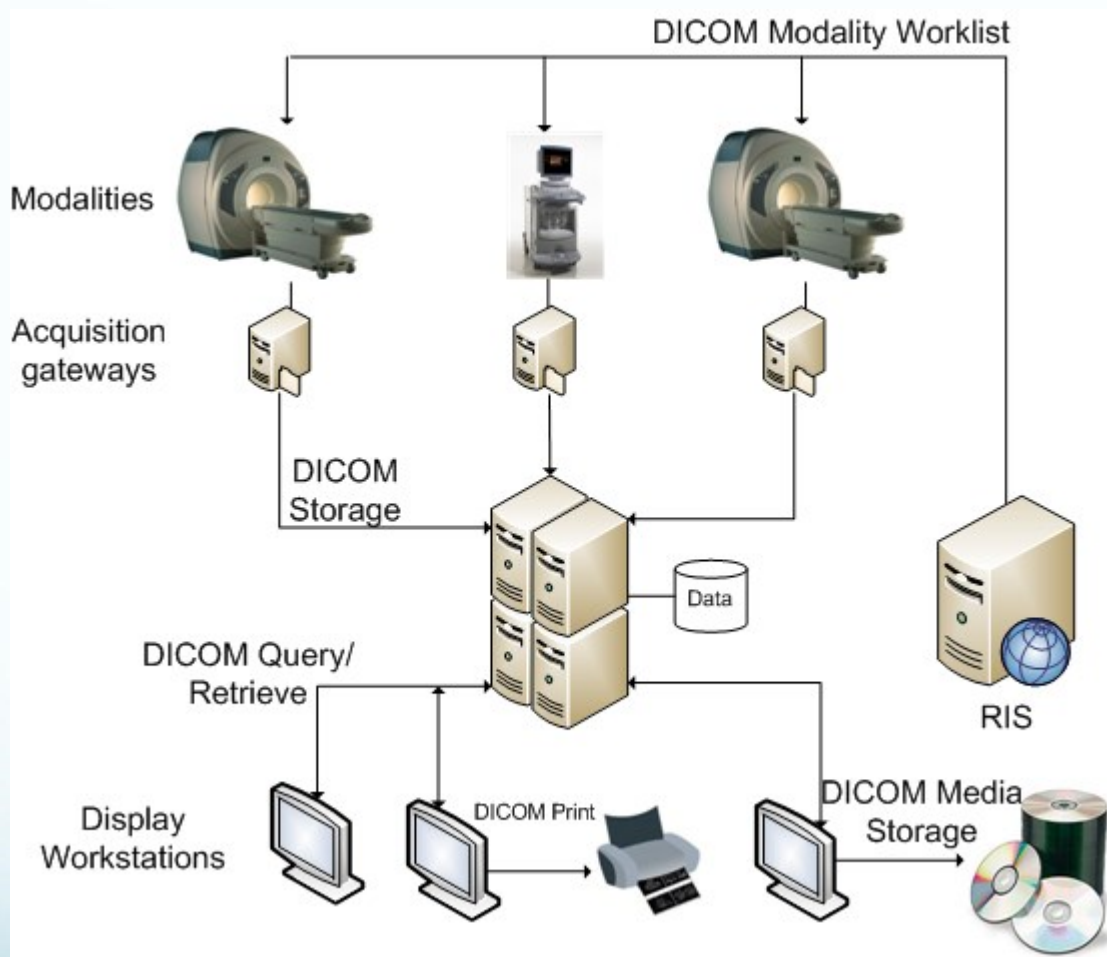 DICOM Modality Worklist
Modalities
Acquisition
gateways
DICOM
Storage
Data
DICOM Query/
Retrieve
RIS
Display
Workstations
DICOM Print
DICOM Media
Storage